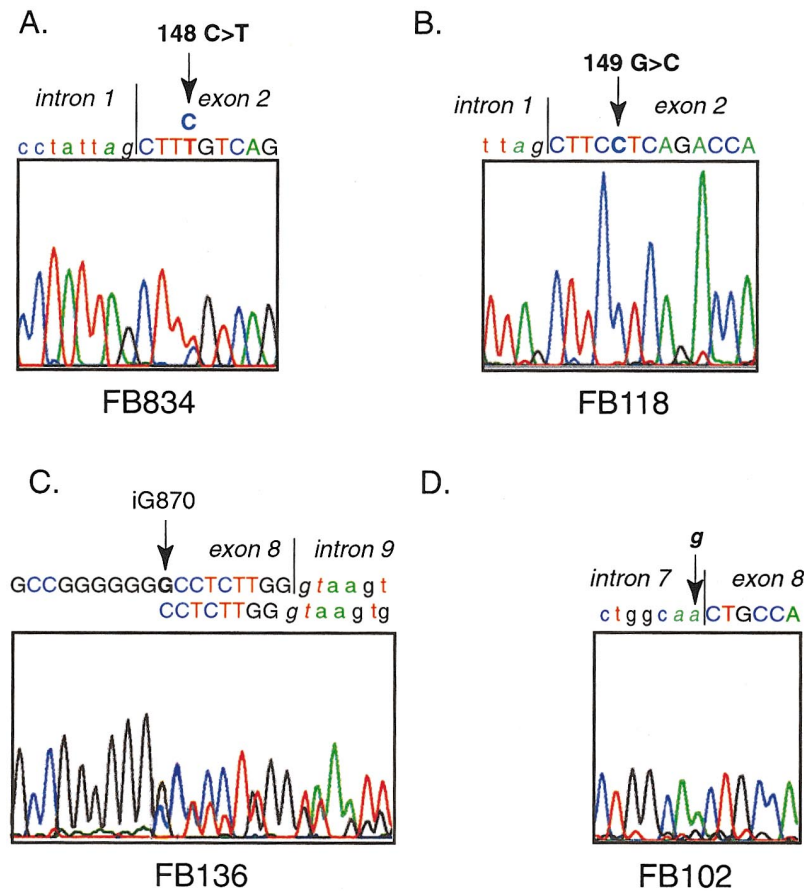 A.
148 C>T
intron 1 exon 2
C
cctattagCTTTGTCAG
FB834
B.
149 G>C
intron 1 exon 2
ttagCTTCCTCAGACCA
FB118
C.
iG870
exon 8 intron 9
GCCGGGGGGGCCTCTTGGgtaagt
CCTCTTGGgtaagtg
FB136
D.
g
intron 7 exon 8
ctggcaaCTGCCA
FB102